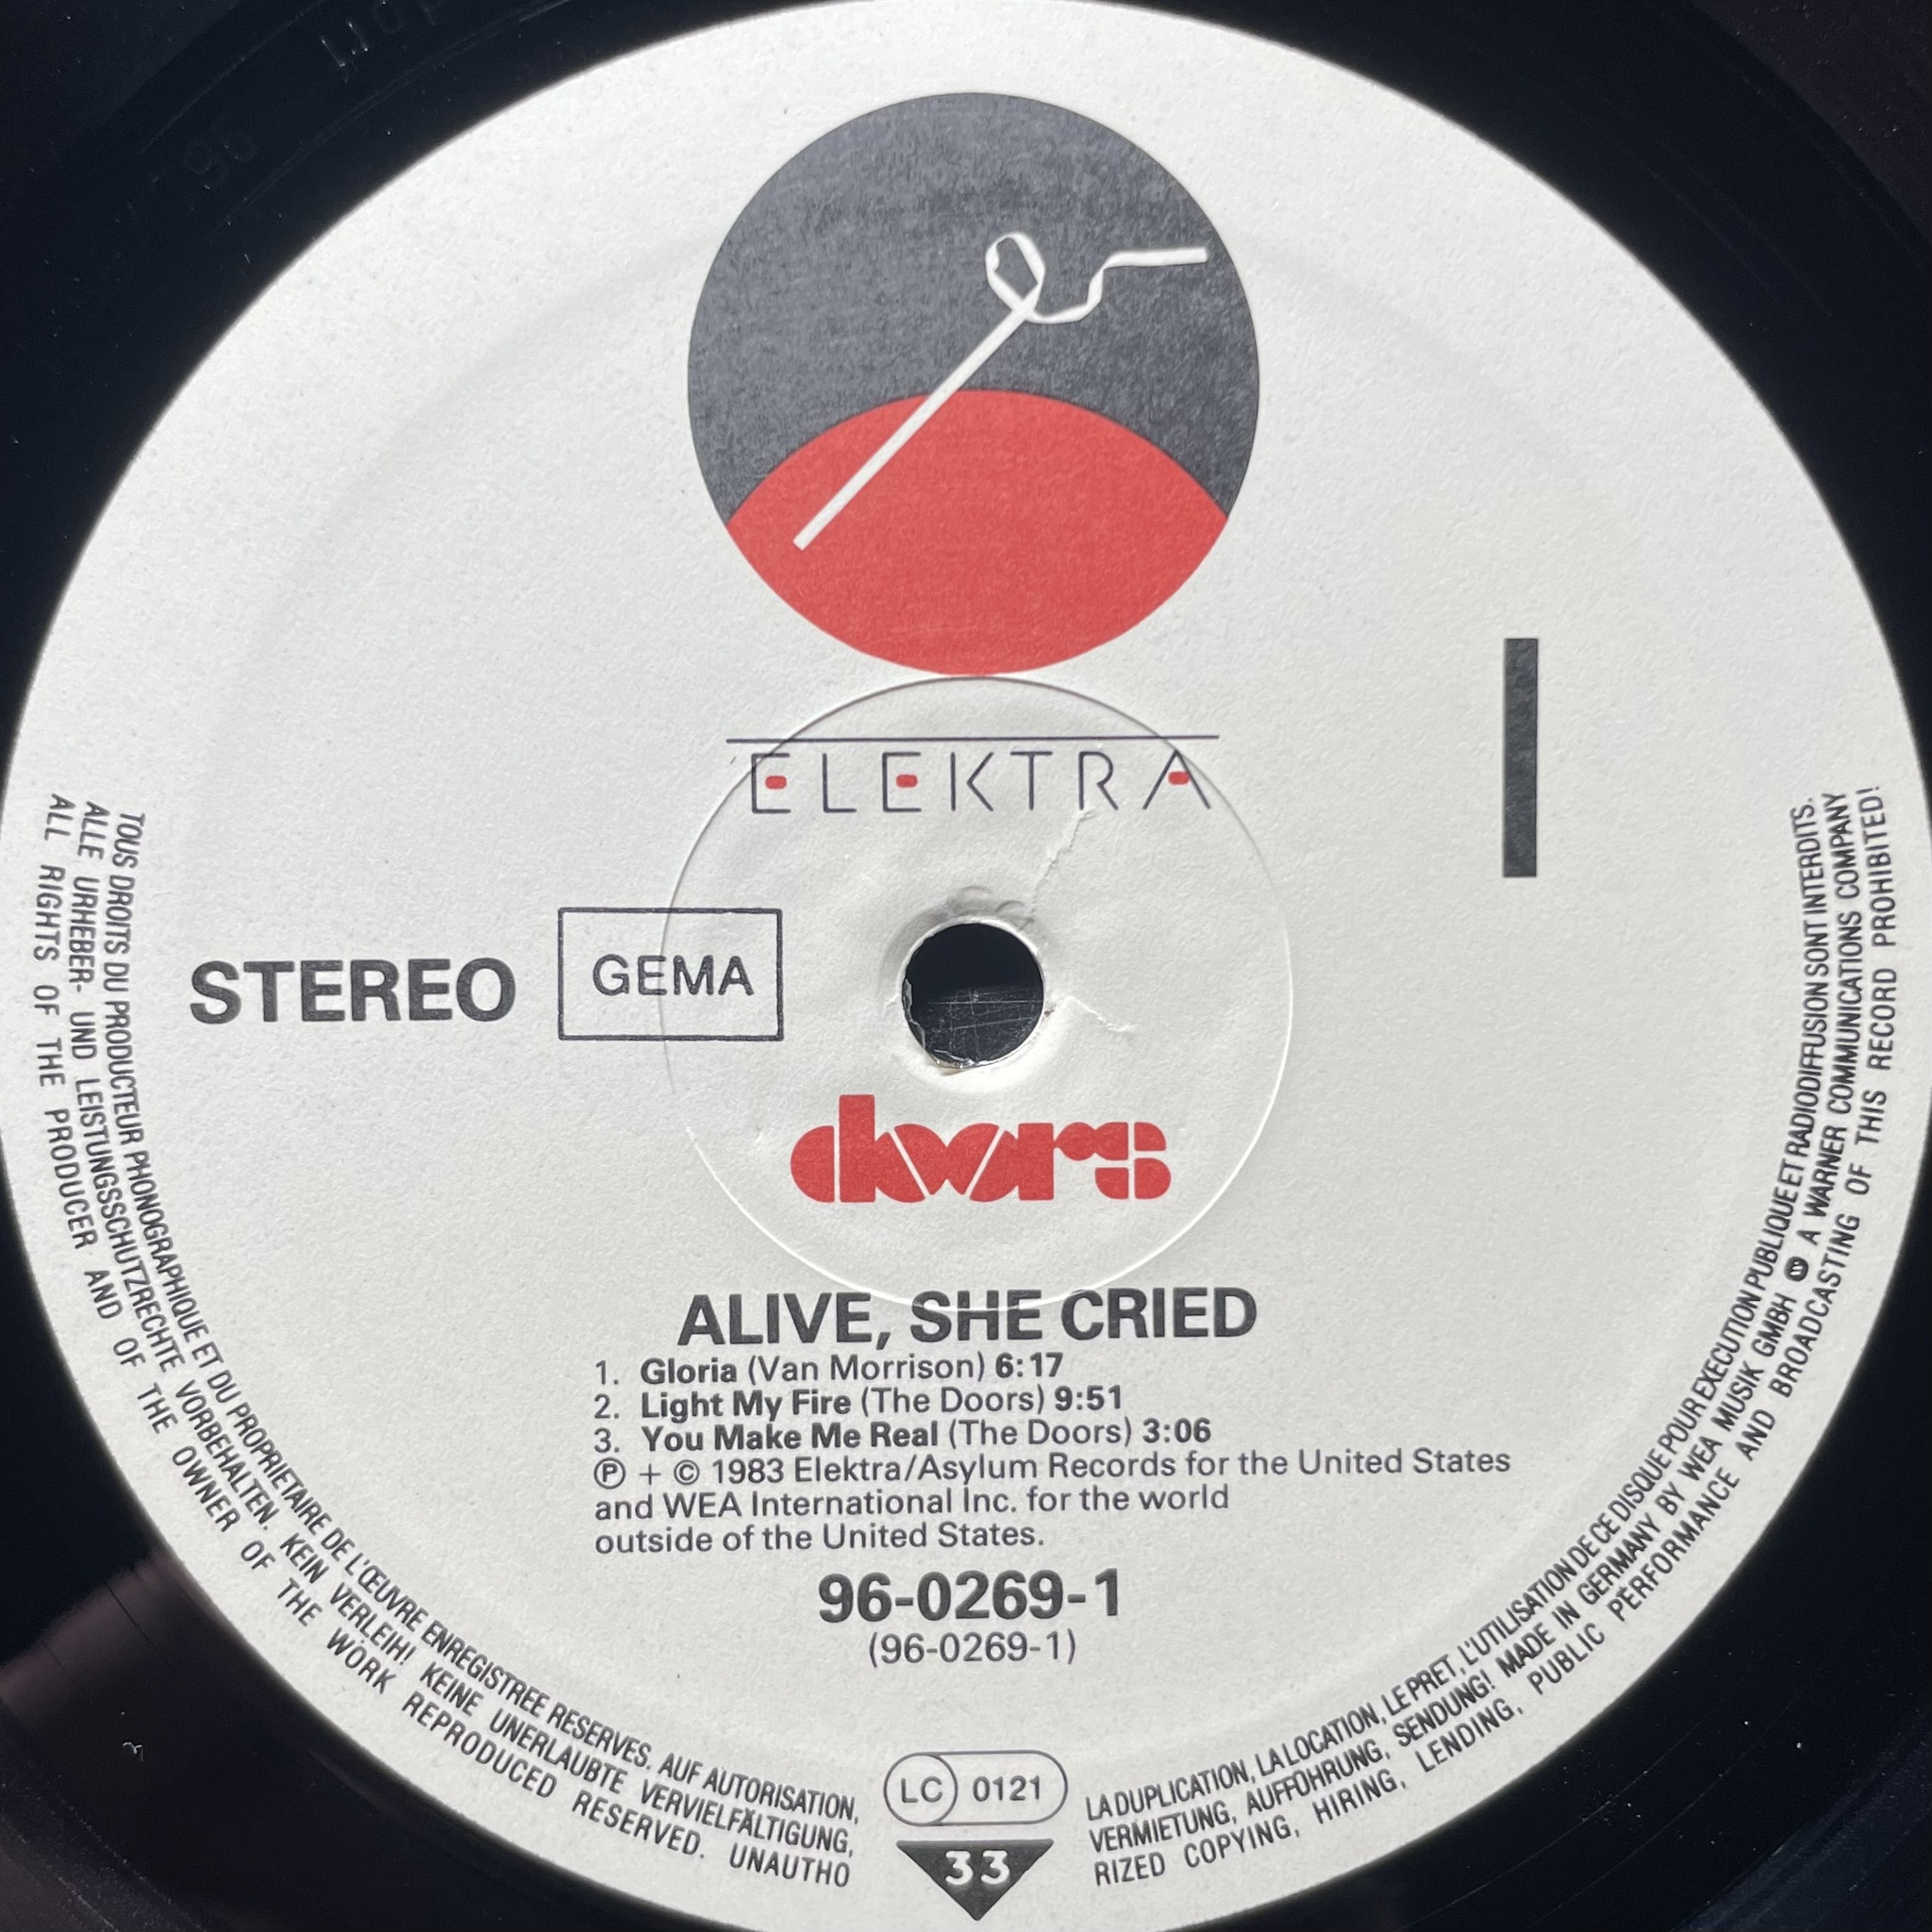 ELEKTRA
I
STEREO
GEMA
doors
ALIVE, SHE CRIED
1. Gloria (Van Morrison) 6:17
2. Light My Fire (The Doors) 9:51
3. You Make Me Real (The Doors) 3:06
Ⓟ + © 1983 Elektra/Asylum Records for the United States
and WEA International Inc. for the world
outside of the United States.
96-0269-1
(96-0269-1)
LC 0121
33
TOUS DROITS DU PRODUCTEUR PHONOGRAPHIQUE ET DU PROPRIETAIRE DE L'ŒUVRE ENREGISTREE RESERVES. AUF AUTORISATION, LA DUPLICATION, LA LOCATION, LE PRET, L'UTILISATION DE CE DISQUE POUR EXECUTION PUBLIQUE ET RADIODIFFUSION SONT INTERDITS.
ALLE URHEBER- UND LEISTUNGSSCHUTZRECHTE VORBEHALTEN. KEIN VERLEIH! KEINE UNERLAUBTE VERVIELFÄLTIGUNG, VERMIETUNG, AUFFÜHRUNG, SENDUNG! MADE IN GERMANY BY WEA MUSIK GMBH A WARNER COMMUNICATIONS COMPANY
ALL RIGHTS OF THE PRODUCER AND OF THE OWNER OF THE WORK REPRODUCED RESERVED. UNAUTHORIZED COPYING, HIRING, LENDING, PUBLIC PERFORMANCE AND BROADCASTING OF THIS RECORD PROHIBITED!